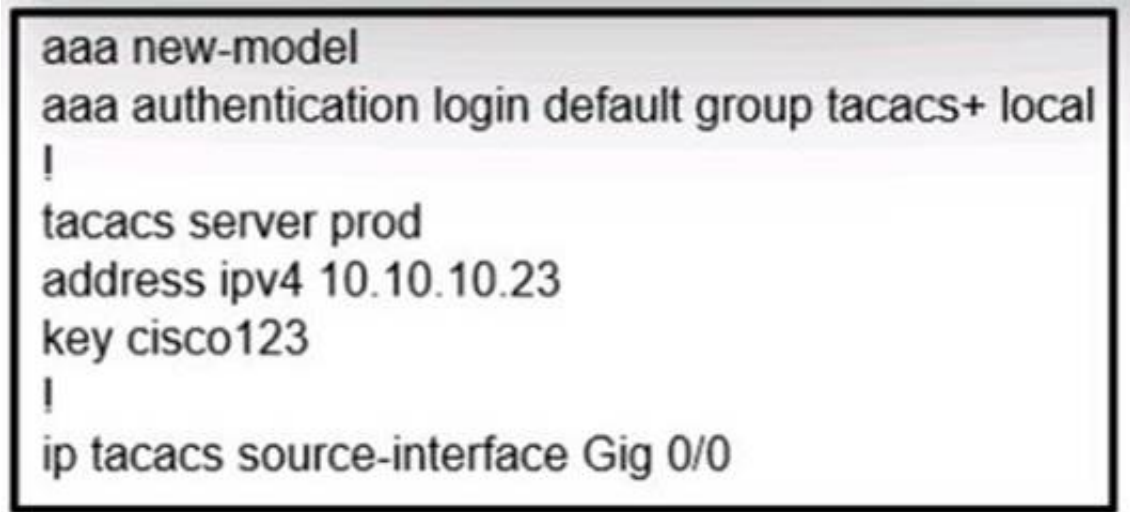 aaa new-model
aaa authentication login default group tacacs+ local
!
tacacs server prod
address ipv4 10.10.10.23
key cisco123
!
ip tacacs source-interface Gig 0/0